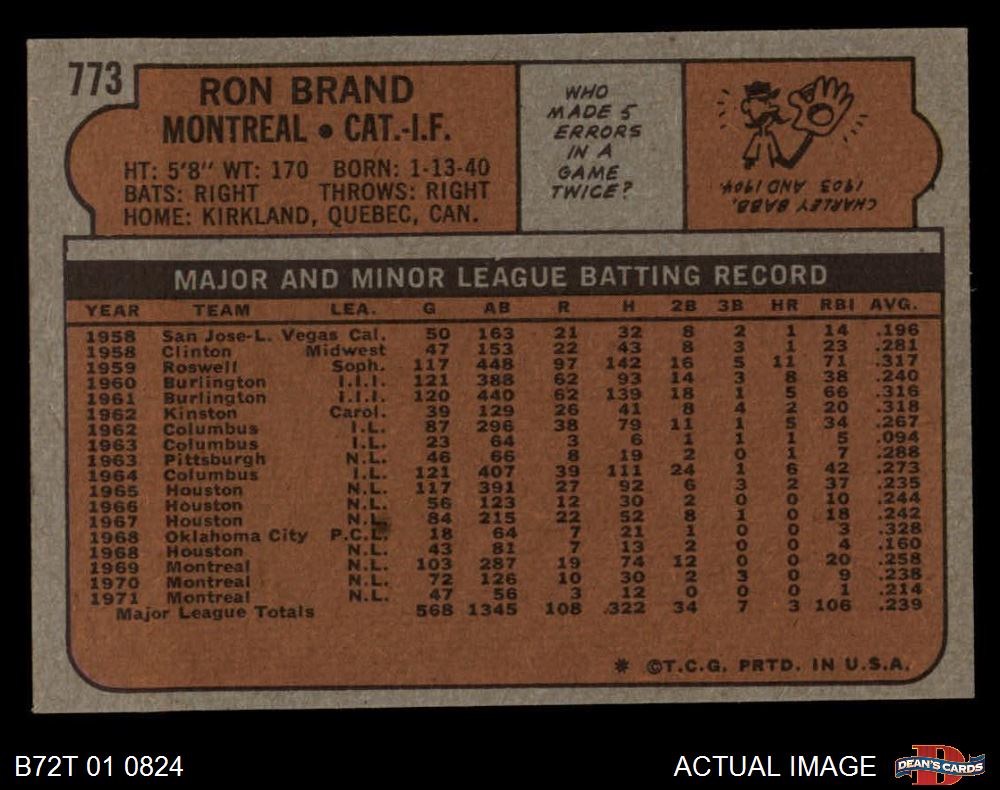 773
RON BRAND
MONTREAL • CAT.-I.F.
HT: 5'8" WT: 170 BORN: 1-13-40
BATS: RIGHT THROWS: RIGHT
HOME: KIRKLAND, QUEBEC, CAN.
WHO
MADE 5
ERRORS
IN A
GAME
TWICE?
CHARLEY BABB,
1903 AND 1904
MAJOR AND MINOR LEAGUE BATTING RECORD
YEAR TEAM LEA. G AB R H 2B 3B HR RBI AVG.
1958 San Jose-L. Vegas Cal. 50 163 21 32 8 2 1 14 .196
1958 Clinton Midwest 47 153 22 43 8 3 1 23 .281
1959 Roswell Soph. 117 448 97 142 16 5 11 71 .317
1960 Burlington I.I.I. 121 388 62 93 14 3 8 38 .240
1961 Burlington I.I.I. 120 440 62 139 18 1 5 66 .316
1962 Kinston Carol. 39 129 26 41 8 4 2 20 .318
1962 Columbus I.L. 87 296 38 79 11 1 5 34 .267
1963 Columbus I.L. 23 64 3 6 1 1 1 5 .094
1963 Pittsburgh N.L. 46 66 8 19 2 0 1 7 .288
1964 Columbus I.L. 121 407 39 111 24 1 6 42 .273
1965 Houston N.L. 117 391 27 92 6 3 2 37 .235
1966 Houston N.L. 56 123 12 30 2 0 0 10 .244
1967 Houston N.L. 84 215 22 52 8 1 0 18 .242
1968 Oklahoma City P.C.L. 18 64 7 21 1 0 0 3 .328
1968 Houston N.L. 43 81 7 13 2 0 0 4 .160
1969 Montreal N.L. 103 287 19 74 12 0 0 20 .258
1970 Montreal N.L. 72 126 10 30 2 3 0 9 .238
1971 Montreal N.L. 47 56 3 12 0 0 0 1 .214
Major League Totals 568 1345 108 .322 34 7 3 106 .239
* ©T.C.G. PRTD. IN U.S.A.
B72T 01 0824
ACTUAL IMAGE
D
DEAN'S CARDS